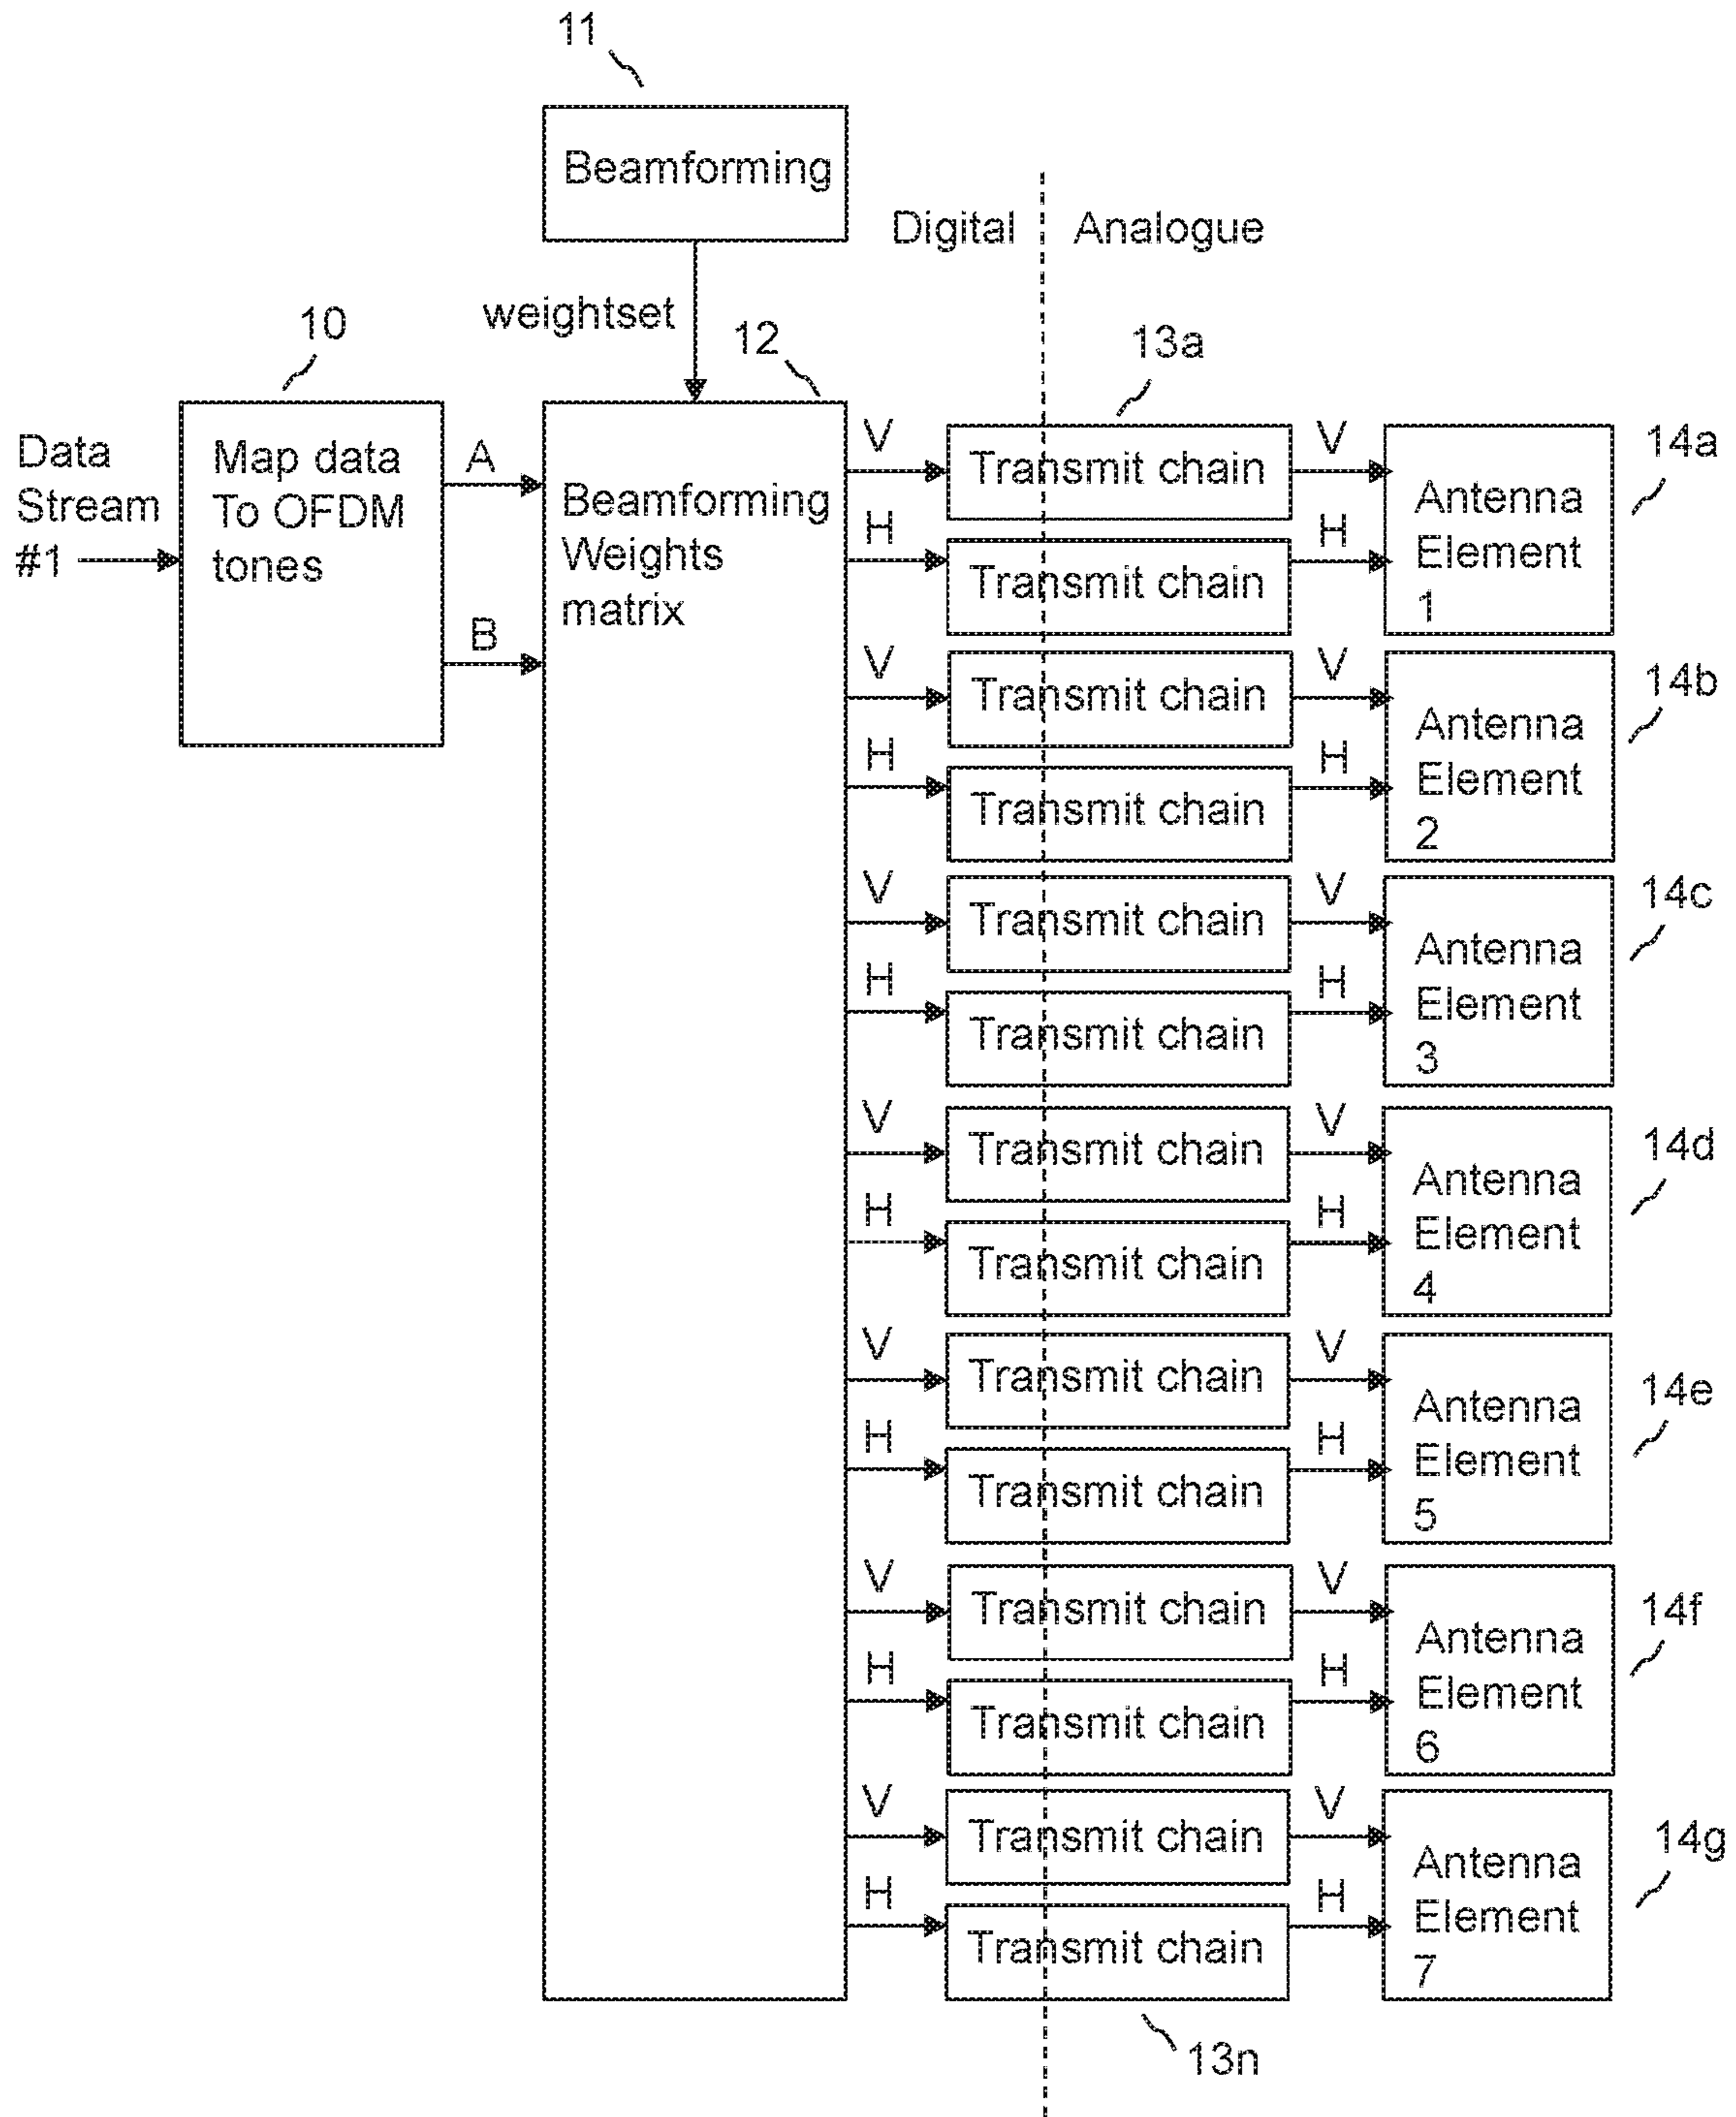 11
Beamforming
Digital
Analogue
weightset
10
12
13a
Data
Stream
#1
Map data
To OFDM
tones
A
B
Beamforming
Weights
matrix
V
Transmit chain
V
H
Transmit chain
H
Antenna
Element
1
14a
V
Transmit chain
V
H
Transmit chain
H
Antenna
Element
2
14b
V
Transmit chain
V
H
Transmit chain
H
Antenna
Element
3
14c
V
Transmit chain
V
H
Transmit chain
H
Antenna
Element
4
14d
V
Transmit chain
V
H
Transmit chain
H
Antenna
Element
5
14e
V
Transmit chain
V
H
Transmit chain
H
Antenna
Element
6
14f
V
Transmit chain
V
H
Transmit chain
H
Antenna
Element
7
14g
13n